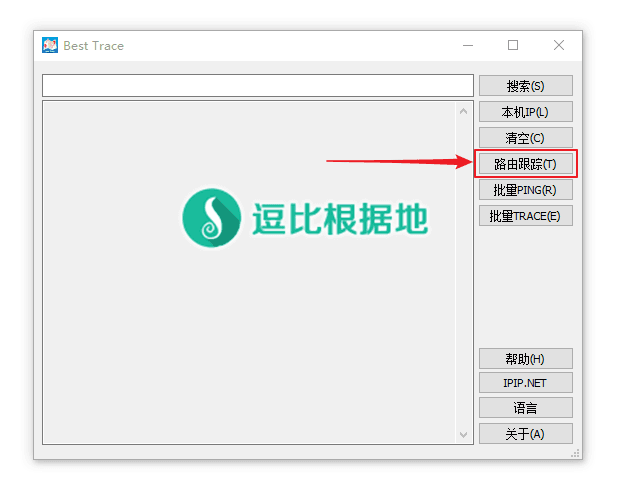 Best Trace
搜索(S)
本机IP(L)
清空(C)
路由跟踪(T)
逗比根据地
批量PING(R)
批量TRACE(E)
帮助(H)
IPIP.NET
语言
关于(A)